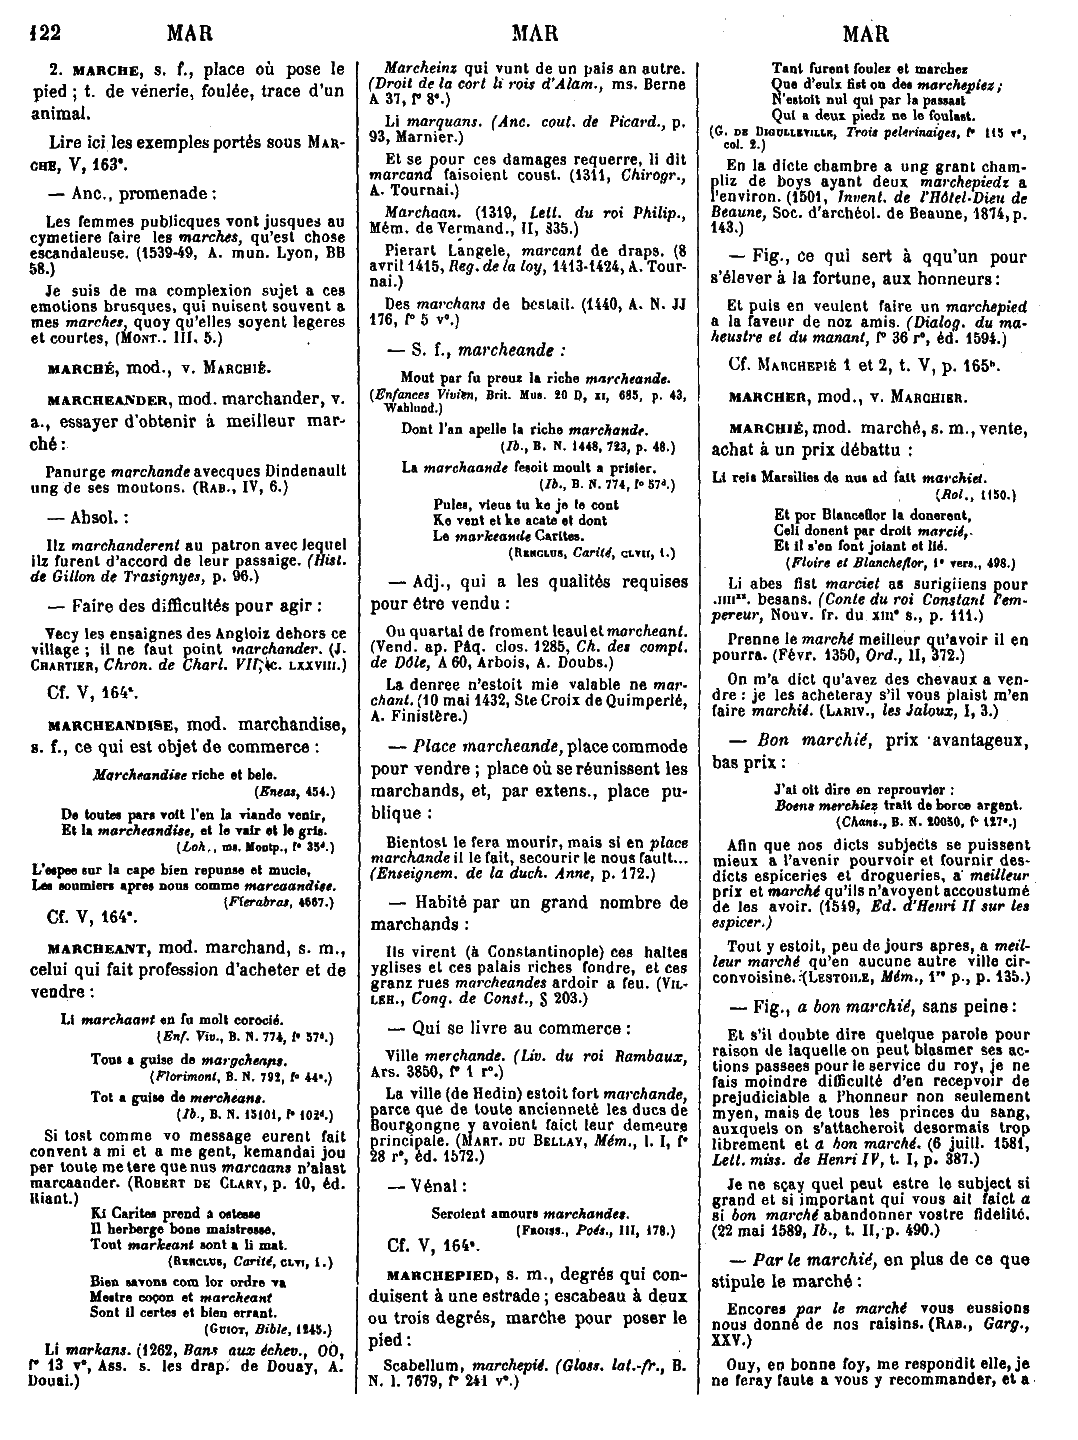 122 MAR MAR MAR
2. MARCHE, s. f., place où pose le
pied ; t. de vénerie, foulée, trace d'un
animal.
Lire ici les exemples portés sous MAR-
CHE, V, 163ᵃ.
— Anc., promenade :
Les femmes publicques vont jusques au
cymetiere faire les marches, qu'est chose
escandaleuse. (1539-49, A. mun. Lyon, BB
58.)
Je suis de ma complexion sujet a ces
emotions brusques, qui nuisent souvent a
mes marches, quoy qu'elles soyent legeres
et courtes, (MONT.. III. 5.)
MARCHÉ, mod., v. MARCHIÉ.
MARCHEANDER, mod. marchander, v.
a., essayer d'obtenir à meilleur mar-
ché :
Panurge marchande avecques Dindenault
ung de ses moutons. (RAB., IV, 6.)
— Absol. :
Ilz marchanderent au patron avec lequel
ilz furent d'accord de leur passaige. (Hist.
de Gillon de Trasignyes, p. 96.)
— Faire des difficultés pour agir :
Vecy les ensaignes des Angloiz dehors ce
village ; il ne faut point marchander. (J.
CHARTIER, Chron. de Charl. VII, c. LXXVIII.)
Cf. V, 164ᵃ.
MARCHEANDISE, mod. marchandise,
s. f., ce qui est objet de commerce :
Marcheandise riche et bele.
(Eneas, 454.)
De toutes pars voit l'en la viande venir,
Et la marcheandise, et le vair et le gris.
(Loh., ms. Montp., fᵒ 35ᵈ.)
L'espee sur la cape bien repunse et mucie,
Les soumiers apres nous comme marcaandise.
(Fierabras, 4667.)
Cf. V, 164ᵃ.
MARCHEANT, mod. marchand, s. m.,
celui qui fait profession d'acheter et de
vendre :
Li marchaant en fu molt corocié.
(Enf. Viv., B. N. 774, fᵒ 57ᵈ.)
Tous a guise de margcheans.
(Florimont, B. N. 792, fᵒ 44ᵃ.)
Tot a guise de mercheans.
(Ib., B. N. 15101, fᵒ 102ᵈ.)
Si tost comme vo message eurent fait
convent a mi et a me gent, kemandai jou
per toute me tere que nus marcaans n'alast
marcaander. (ROBERT DE CLARY, p. 10, éd.
Riant.)
Ki Carites prend a ostesse
Il herberge bone maistresse,
Tout markeant sont a li mat.
(RENCLUS, Carité, CLVI, 1.)
Bien savons com lor ordre va
Mestre coçon et marcheant
Sont il certes et bien errant.
(GUIOT, Bible, 1245.)
Li markans. (1262, Bans aux échev., OO,
fᵒ 13 vᵒ, Ass. s. les drap. de Douay, A.
Douai.)
Marcheinz qui vunt de un pais an autre.
(Droit de la cort li rois d'Alam., ms. Berne
A 37, fᵒ 8ᵃ.)
Li marquans. (Anc. cout. de Picard., p.
93, Marnier.)
Et se pour ces damages requerre, li dit
marcand faisoient coust. (1311, Chirogr.,
A. Tournai.)
Marchaan. (1319, Lett. du roi Philip.,
Mém. de Vermand., II, 335.)
Pierart Langele, marcant de draps. (8
avril 1415, Reg. de la loy, 1413-1424, A. Tour-
nai.)
Des marchans de bestail. (1440, A. N. JJ
176, fᵒ 5 vᵒ.)
— S. f., marcheande :
Mout par fu preuz la riche marcheande.
(Enfances Vivien, Brit. Mus. 20 D, XI, 685, p. 43,
Wahlund.)
Dont l'an apelle la riche marchande.
(Ib., B. N. 1448, 723, p. 48.)
La marchaande fesoit moult a prisier.
(Ib., B. N. 774, fᵒ 57ᵈ.)
Pules, vieus tu ke je te cont
Ke vent et ke acate et dont
Le markeande Carites.
(RENCLUS, Carité, CLVII, 1.)
— Adj., qui a les qualités requises
pour être vendu :
Ou quartal de froment leaul et marcheant.
(Vend. ap. Pâq. clos. 1285, Ch. des compt.
de Dôle, A 60, Arbois, A. Doubs.)
La denree n'estoit mie valable ne mar-
chant. (10 mai 1432, Ste Croix de Quimperlé,
A. Finistère.)
— Place marcheande, place commode
pour vendre ; place où se réunissent les
marchands, et, par extens., place pu-
blique :
Bientost le fera mourir, mais si en place
marchande il le fait, secourir le nous fault...
(Enseignem. de la duch. Anne, p. 172.)
— Habité par un grand nombre de
marchands :
Ils virent (à Constantinople) ces haltes
yglises et ces palais riches fondre, et ces
granz rues marcheandes ardoir a feu. (VIL-
LEH., Conq. de Const., § 203.)
— Qui se livre au commerce :
Ville merchande. (Liv. du roi Rambaux,
Ars. 3850, fᵒ 1 rᵒ.)
La ville (de Hedin) estoit fort marchande,
parce que de toute ancienneté les ducs de
Bourgongne y avoient faict leur demeure
principale. (MART. DU BELLAY, Mém., l. I, fᵒ
28 rᵒ, éd. 1572.)
— Vénal :
Seroient amours marchandes.
(FROISS., Poés., III, 178.)
Cf. V, 164ᵃ.
MARCHEPIED, s. m., degrés qui con-
duisent à une estrade ; escabeau à deux
ou trois degrés, marche pour poser le
pied :
Scabellum, marchepié. (Gloss. lat.-fr., B.
N. l. 7679, fᵒ 241 vᵒ.)
Tant furent foulez et marchez
Que d'eulx fist on des marchepiez ;
N'estoit nul qui par la passast
Qui a deux piedz ne le foulast.
(G. DE DIGULLEVILLE, Trois pelerinaiges, fᵒ 115 vᵒ,
col. 2.)
En la dicte chambre a ung grant cham-
pliz de boys ayant deux marchepiedz a
l'environ. (1501, Invent. de l'Hôtel-Dieu de
Beaune, Soc. d'archéol. de Beaune, 1874, p.
143.)
— Fig., ce qui sert à qqu'un pour
s'élever à la fortune, aux honneurs :
Et puis en veulent faire un marchepied
a la faveur de noz amis. (Dialog. du ma-
heustre et du manant, fᵒ 36 rᵒ, éd. 1594.)
Cf. MARCHEPIÉ 1 et 2, t. V, p. 165ᵇ.
MARCHER, mod., v. MARCHIER.
MARCHIÉ, mod. marché, s. m., vente,
achat à un prix débattu :
Li reis Marsilies de nus ad fait marchiet.
(Rol., 1150.)
Et por Blanceflor la donerent,
Celi donent par droit marcié,
Et il s'en font joiant et lié.
(Floire et Blancheflor, 1ᵉ vers., 498.)
Li abes fist marciet as surigiiens pour
.IIIIˣˣ. besans. (Conte du roi Constant l'em-
pereur, Nouv. fr. du XIIIᵉ s., p. 111.)
Prenne le marché meilleur qu'avoir il en
pourra. (Févr. 1350, Ord., II, 372.)
On m'a dict qu'avez des chevaux a ven-
dre : je les acheteray s'il vous plaist m'en
faire marchié. (LARIV., les Jaloux, I, 3.)
— Bon marchié, prix avantageux,
bas prix :
J'ai oit dire en reprouvier :
Boens merchiez trait de borce argent.
(Chans., B. N. 20050, fᵒ 127ᵃ.)
Afin que nos dicts subjects se puissent
mieux a l'avenir pourvoir et fournir des-
dicts espiceries et drogueries, a meilleur
prix et marché qu'ils n'avoyent accoustumé
de les avoir. (1549, Ed. d'Henri II sur les
espicer.)
Tout y estoit, peu de jours apres, a meil-
leur marché qu'en aucune autre ville cir-
convoisine. (LESTOILE, Mém., 1ʳᵉ p., p. 135.)
— Fig., a bon marchié, sans peine :
Et s'il doubte dire quelque parole pour
raison de laquelle on peut blasmer ses ac-
tions passees pour le service du roy, je ne
fais moindre difficulté d'en recepvoir de
prejudiciable a l'honneur non seulement
myen, mais de tous les princes du sang,
auxquels on s'attacheroit desormais trop
librement et a bon marché. (6 juill. 1581,
Lett. miss. de Henri IV, t. I, p. 387.)
Je ne sçay quel peut estre le subject si
grand et si important qui vous ait faict a
si bon marché abandonner vostre fidelité.
(22 mai 1589, Ib., t. II, p. 490.)
— Par le marchié, en plus de ce que
stipule le marché :
Encores par le marché vous eussions
nous donné de nos raisins. (RAB., Garg.,
XXV.)
Ouy, en bonne foy, me respondit elle, je
ne feray faute a vous y recommander, et a